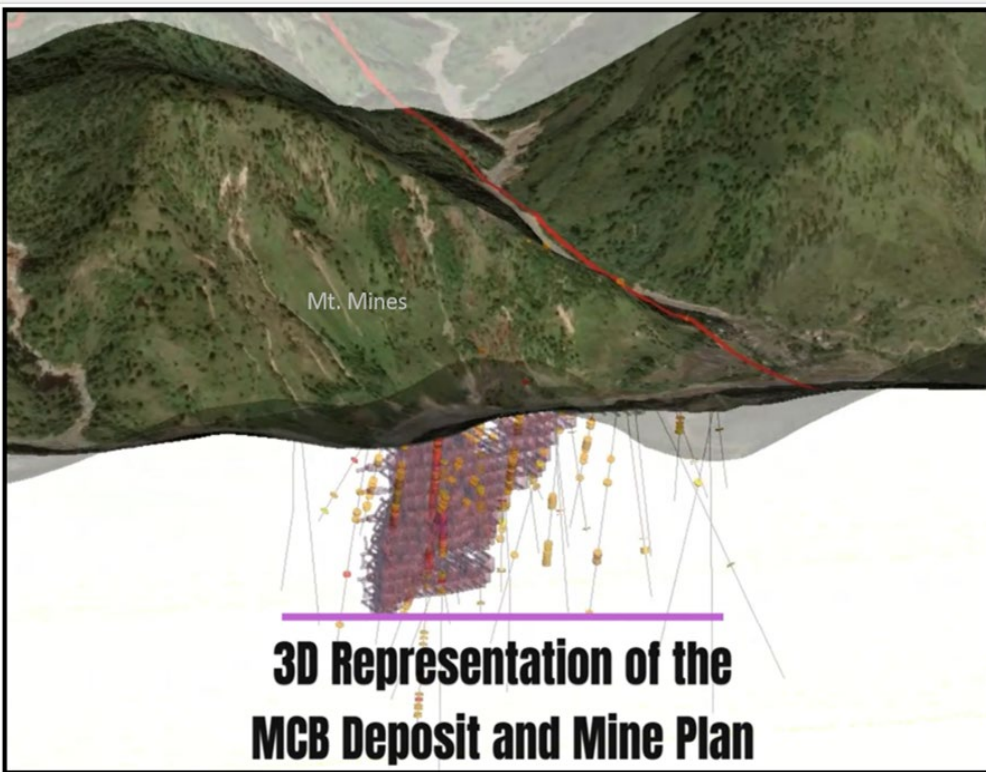 Mt. Mines
3D Representation of the
MCB Deposit and Mine Plan